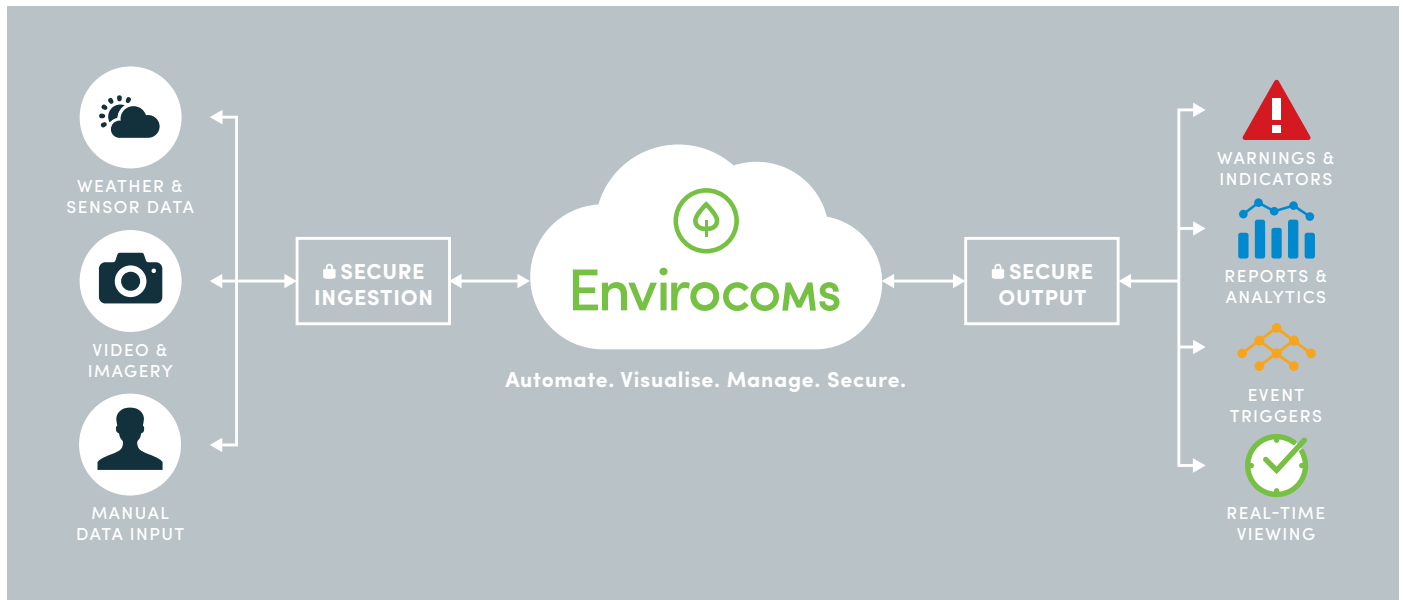 WEATHER &
SENSOR DATA
VIDEO &
IMAGERY
MANUAL
DATA INPUT
SECURE
INGESTION
Envirocoms
Automate. Visualise. Manage. Secure.
SECURE
OUTPUT
WARNINGS &
INDICATORS
REPORTS &
ANALYTICS
EVENT
TRIGGERS
REAL-TIME
VIEWING